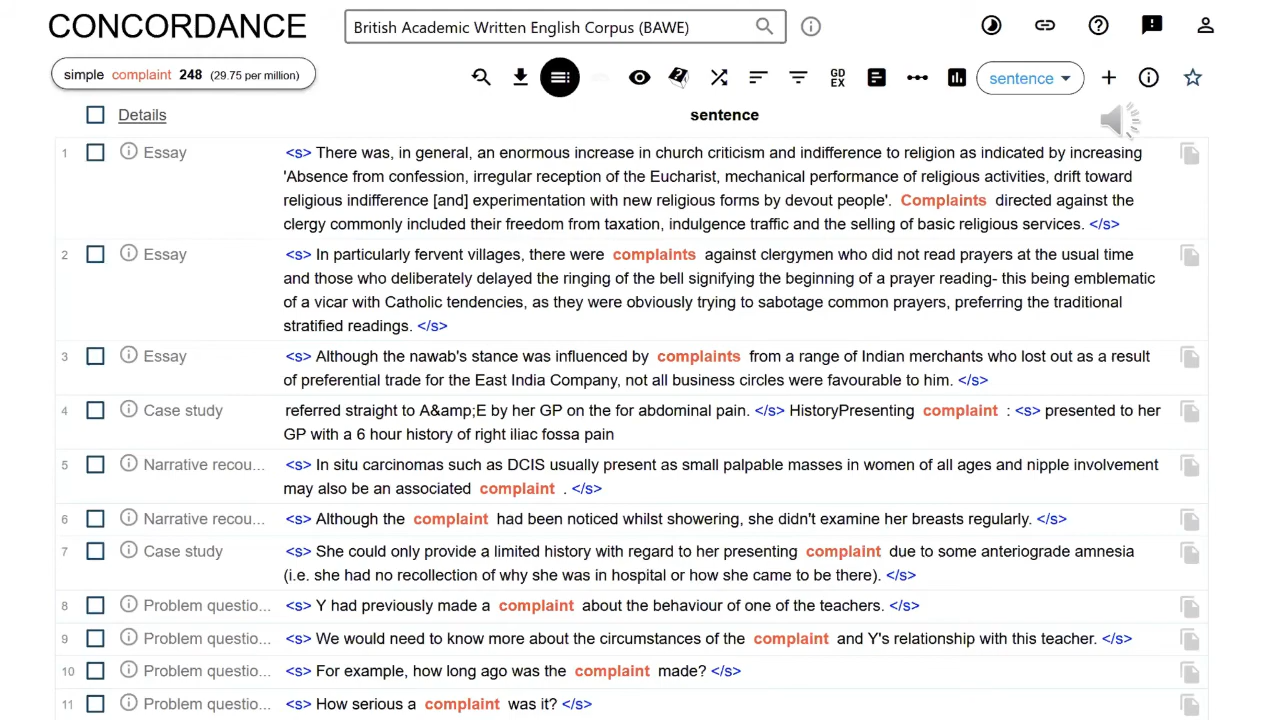 CONCORDANCE
British Academic Written English Corpus (BAWE)
simple complaint 248 (29.75 per million)
GD
EX
sentence
Details
sentence
1 Essay <s> There was, in general, an enormous increase in church criticism and indifference to religion as indicated by increasing
'Absence from confession, irregular reception of the Eucharist, mechanical performance of religious activities, drift toward
religious indifference [and] experimentation with new religious forms by devout people'. Complaints directed against the
clergy commonly included their freedom from taxation, indulgence traffic and the selling of basic religious services. </s>
2 Essay <s> In particularly fervent villages, there were complaints against clergymen who did not read prayers at the usual time
and those who deliberately delayed the ringing of the bell signifying the beginning of a prayer reading- this being emblematic
of a vicar with Catholic tendencies, as they were obviously trying to sabotage common prayers, preferring the traditional
stratified readings. </s>
3 Essay <s> Although the nawab's stance was influenced by complaints from a range of Indian merchants who lost out as a result
of preferential trade for the East India Company, not all business circles were favourable to him. </s>
4 Case study referred straight to A&amp;E by her GP on the for abdominal pain. </s> HistoryPresenting complaint : <s> presented to her
GP with a 6 hour history of right iliac fossa pain
5 Narrative recou... <s> In situ carcinomas such as DCIS usually present as small palpable masses in women of all ages and nipple involvement
may also be an associated complaint . </s>
6 Narrative recou... <s> Although the complaint had been noticed whilst showering, she didn't examine her breasts regularly. </s>
7 Case study <s> She could only provide a limited history with regard to her presenting complaint due to some anteriograde amnesia
(i.e. she had no recollection of why she was in hospital or how she came to be there). </s>
8 Problem questio... <s> Y had previously made a complaint about the behaviour of one of the teachers. </s>
9 Problem questio... <s> We would need to know more about the circumstances of the complaint and Y's relationship with this teacher. </s>
10 Problem questio... <s> For example, how long ago was the complaint made? </s>
11 Problem questio... <s> How serious a complaint was it? </s>